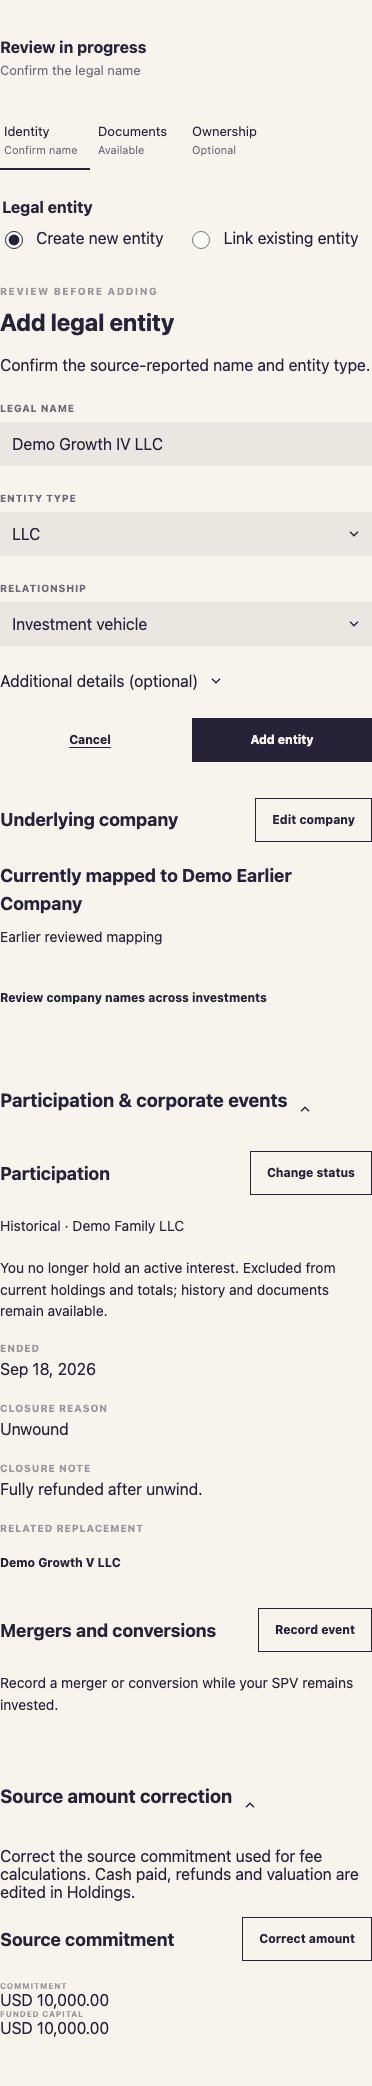 Review in progress
Confirm the legal name
Identity Documents Ownership
Confirm name Available Optional
Legal entity
Create new entity Link existing entity
REVIEW BEFORE ADDING
Add legal entity
Confirm the source-reported name and entity type.
LEGAL NAME
Demo Growth IV LLC
ENTITY TYPE
LLC
RELATIONSHIP
Investment vehicle
Additional details (optional)
Cancel Add entity
Underlying company Edit company
Currently mapped to Demo Earlier
Company
Earlier reviewed mapping
Review company names across investments
Participation & corporate events
Participation Change status
Historical · Demo Family LLC
You no longer hold an active interest. Excluded from
current holdings and totals; history and documents
remain available.
ENDED
Sep 18, 2026
CLOSURE REASON
Unwound
CLOSURE NOTE
Fully refunded after unwind.
RELATED REPLACEMENT
Demo Growth V LLC
Mergers and conversions Record event
Record a merger or conversion while your SPV remains
invested.
Source amount correction
Correct the source commitment used for fee
calculations. Cash paid, refunds and valuation are
edited in Holdings.
Source commitment Correct amount
COMMITMENT
USD 10,000.00
FUNDED CAPITAL
USD 10,000.00